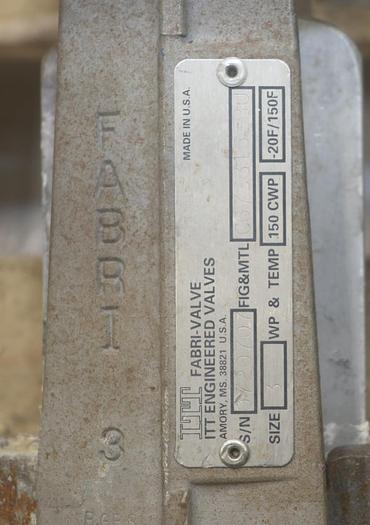 FABRI 3
ITT FABRI-VALVE
ITT ENGINEERED VALVES
AMORY, MS. 38821 U.S.A. MADE IN U.S.A.
S/N FIG&MTL
SIZE 3 WP & TEMP 150 CWP -20F/150F